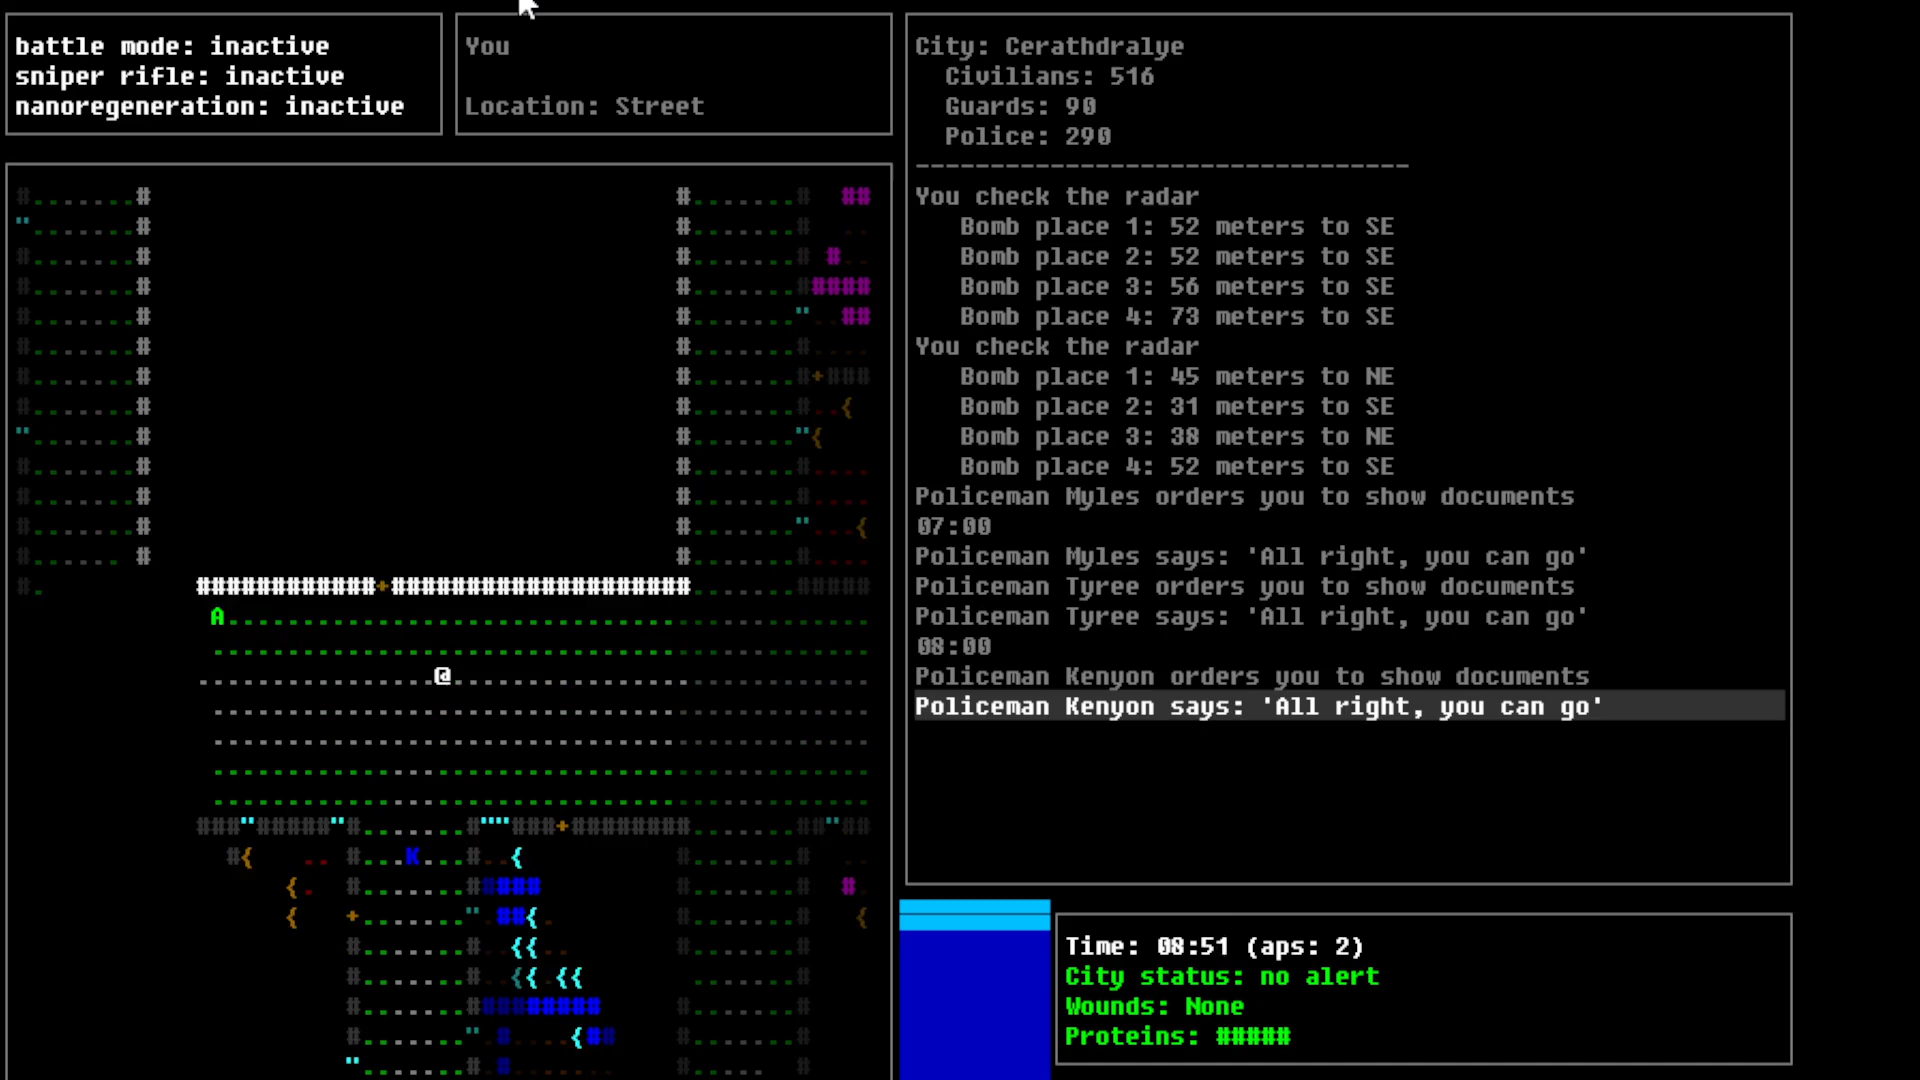 battle mode: inactive
sniper rifle: inactive
nanoregeneration: inactive
You
Location: Street
City: Cerathdralye
Civilians: 516
Guards: 90
Police: 290
---------------------------------
You check the radar
Bomb place 1: 52 meters to SE
Bomb place 2: 52 meters to SE
Bomb place 3: 56 meters to SE
Bomb place 4: 73 meters to SE
You check the radar
Bomb place 1: 45 meters to NE
Bomb place 2: 31 meters to SE
Bomb place 3: 38 meters to NE
Bomb place 4: 52 meters to SE
Policeman Myles orders you to show documents
07:00
Policeman Myles says: 'All right, you can go'
Policeman Tyree orders you to show documents
Policeman Tyree says: 'All right, you can go'
08:00
Policeman Kenyon orders you to show documents
Policeman Kenyon says: 'All right, you can go'
A
@
K
Time: 08:51 (aps: 2)
City status: no alert
Wounds: None
Proteins: #####